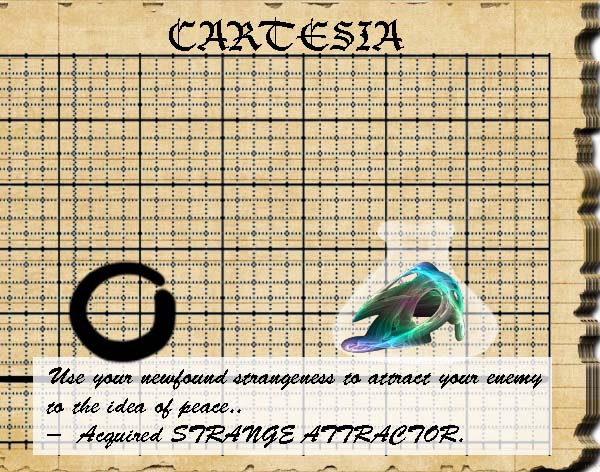 CARTESIA
Use your newfound strangeness to attract your enemy
to the idea of peace..
– Acquired STRANGE ATTRACTOR.